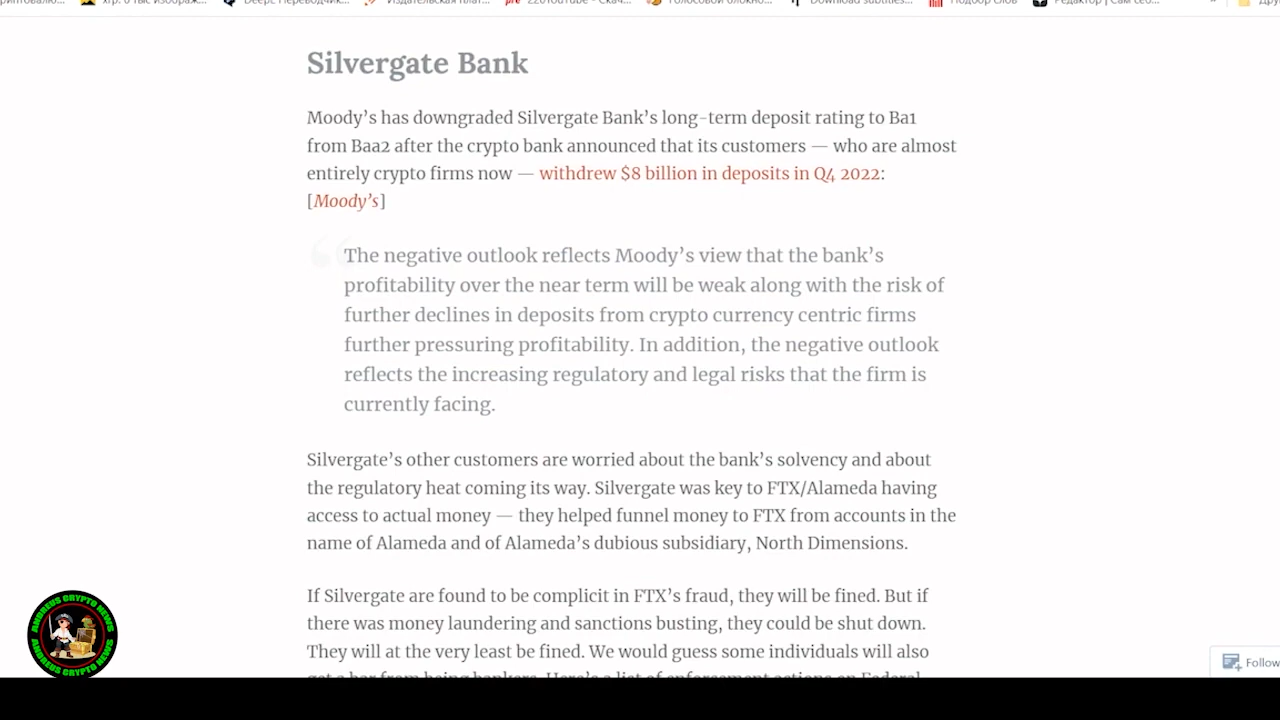 Silvergate Bank
Moody's has downgraded Silvergate Bank's long-term deposit rating to Ba1
from Baa2 after the crypto bank announced that its customers — who are almost
entirely crypto firms now — withdrew $8 billion in deposits in Q4 2022:
[Moody's]
“The negative outlook reflects Moody's view that the bank's
profitability over the near term will be weak along with the risk of
further declines in deposits from crypto currency centric firms
further pressuring profitability. In addition, the negative outlook
reflects the increasing regulatory and legal risks that the firm is
currently facing.
Silvergate's other customers are worried about the bank's solvency and about
the regulatory heat coming its way. Silvergate was key to FTX/Alameda having
access to actual money — they helped funnel money to FTX from accounts in the
name of Alameda and of Alameda's dubious subsidiary, North Dimensions.
If Silvergate are found to be complicit in FTX's fraud, they will be fined. But if
there was money laundering and sanctions busting, they could be shut down.
They will at the very least be fined. We would guess some individuals will also
ANDREUS CRYPTO NEWS
ANDREUS CRYPTO NEWS
Follow